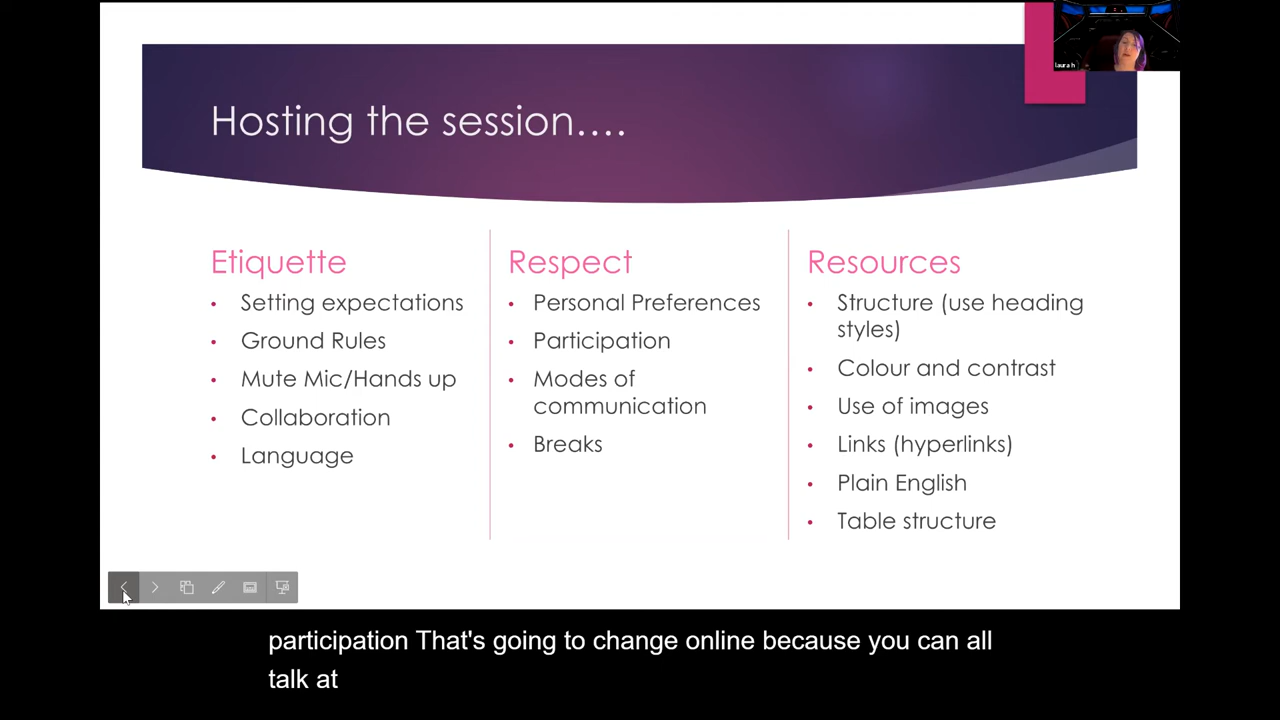 laura h
Hosting the session….
Etiquette
• Setting expectations
• Ground Rules
• Mute Mic/Hands up
• Collaboration
• Language
Respect
• Personal Preferences
• Participation
• Modes of
communication
• Breaks
Resources
• Structure (use heading
styles)
• Colour and contrast
• Use of images
• Links (hyperlinks)
• Plain English
• Table structure
participation That's going to change online because you can all
talk at